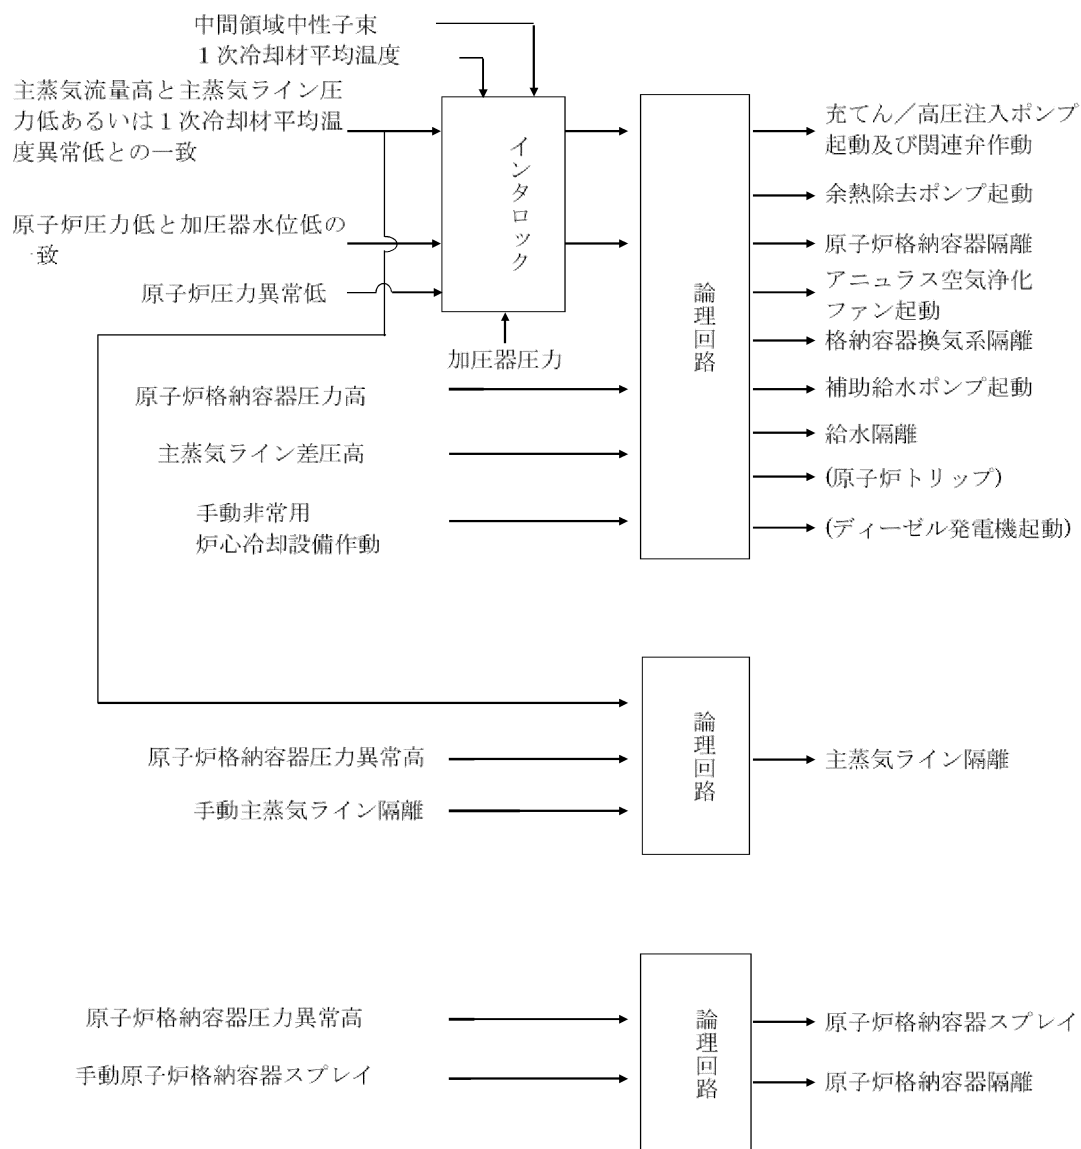 中間領域中性子束
１次冷却材平均温度
主蒸気流量高と主蒸気ライン圧
力低あるいは１次冷却材平均温
度異常低との一致
原子炉圧力低と加圧器水位低の
一致
原子炉圧力異常低
インタロック
加圧器圧力
原子炉格納容器圧力高
主蒸気ライン差圧高
手動非常用
炉心冷却設備作動
論理回路
充てん／高圧注入ポンプ
起動及び関連弁作動
余熱除去ポンプ起動
原子炉格納容器隔離
アニュラス空気浄化
ファン起動
格納容器換気系隔離
補助給水ポンプ起動
給水隔離
(原子炉トリップ)
(ディーゼル発電機起動)
原子炉格納容器圧力異常高
手動主蒸気ライン隔離
論理回路
主蒸気ライン隔離
原子炉格納容器圧力異常高
手動原子炉格納容器スプレイ
論理回路
原子炉格納容器スプレイ
原子炉格納容器隔離